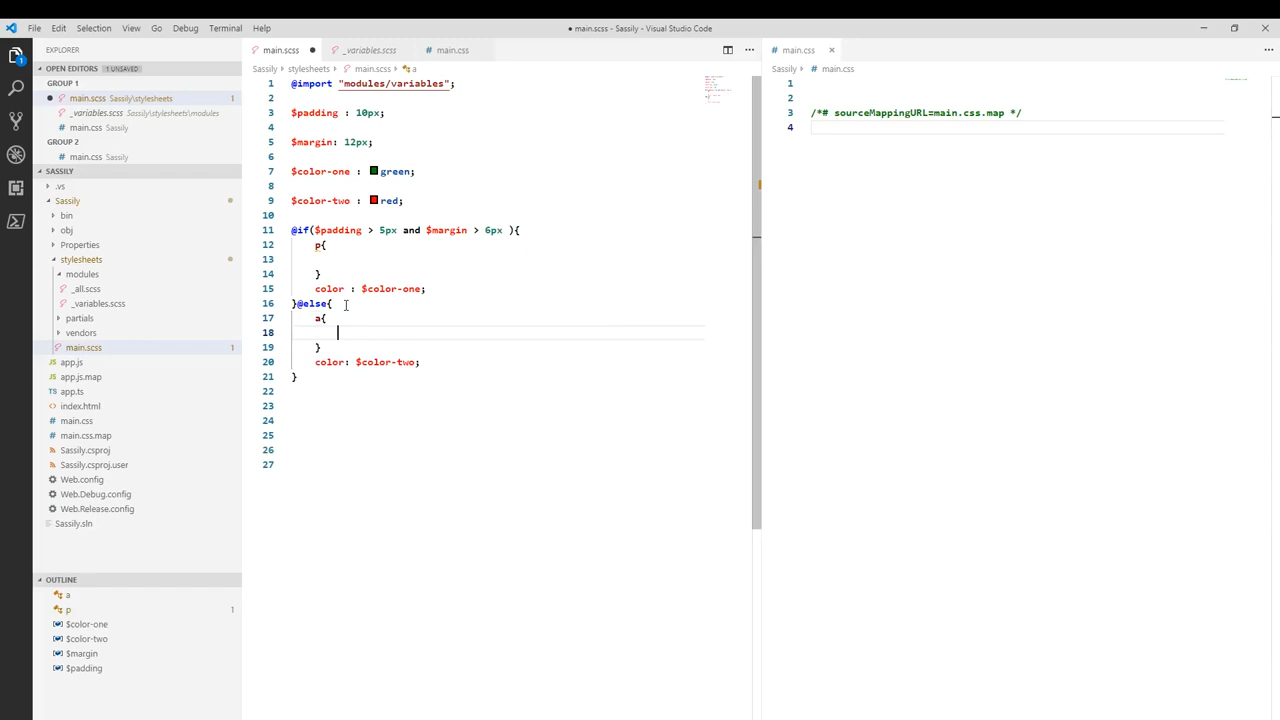 File Edit Selection View Go Debug Terminal Help
● main.scss - Sassily - Visual Studio Code
EXPLORER
OPEN EDITORS 1 UNSAVED
GROUP 1
main.scss Sassily\stylesheets 1
_variables.scss Sassily\stylesheets\modules
main.css Sassily
GROUP 2
main.css Sassily
SASSILY
.vs
Sassily
bin
obj
Properties
stylesheets
modules
_all.scss
_variables.scss
partials
vendors
main.scss 1
app.js
app.js.map
app.ts
index.html
main.css
main.css.map
Sassily.csproj
Sassily.csproj.user
Web.config
Web.Debug.config
Web.Release.config
Sassily.sln
OUTLINE
a
p 1
$color-one
$color-two
$margin
$padding
1
main.scss _variables.scss main.css
Sassily stylesheets main.scss a
1 @import "modules/variables";
2
3 $padding : 10px;
4
5 $margin: 12px;
6
7 $color-one : green;
8
9 $color-two : red;
10
11 @if($padding > 5px and $margin > 6px ){
12 p{
13
14 }
15 color : $color-one;
16 }@else{
17 a{
18
19 }
20 color: $color-two;
21 }
22
23
24
25
26
27
main.css
Sassily main.css
1
2
3 /*# sourceMappingURL=main.css.map */
4